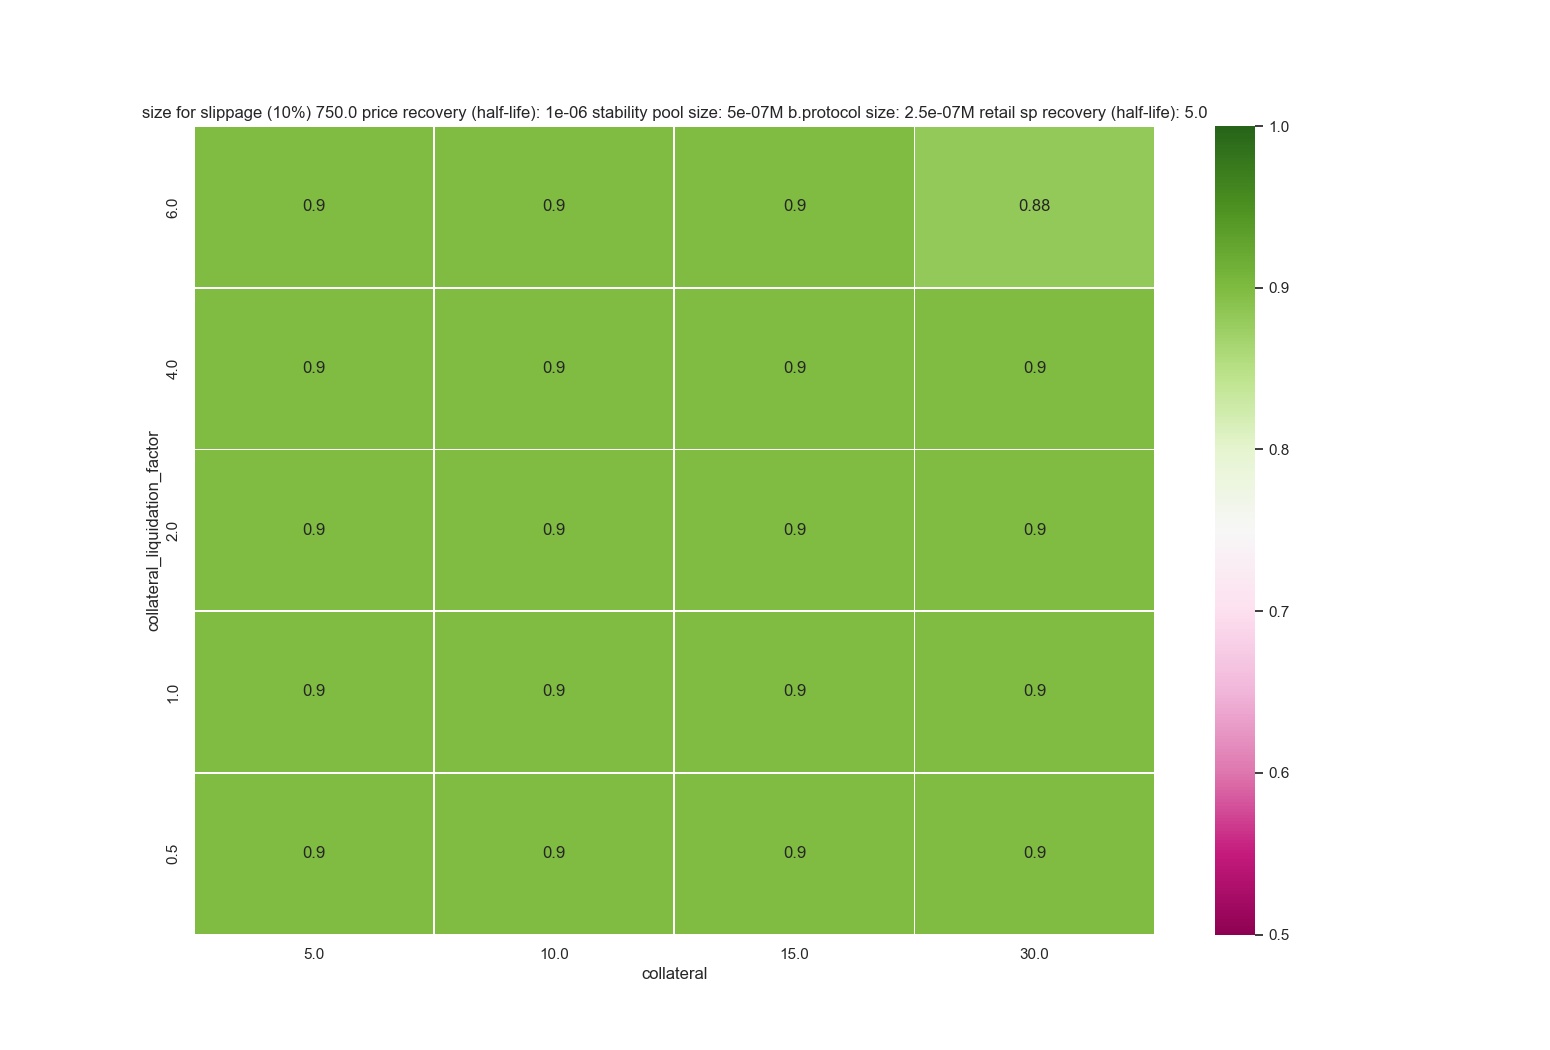 size for slippage (10%) 750.0 price recovery (half-life): 1e-06 stability pool size: 5e-07M b.protocol size: 2.5e-07M retail sp recovery (half-life): 5.0
collateral_liquidation_factor
6.0 0.9 0.9 0.9 0.88
4.0 0.9 0.9 0.9 0.9
2.0 0.9 0.9 0.9 0.9
1.0 0.9 0.9 0.9 0.9
0.5 0.9 0.9 0.9 0.9
5.0 10.0 15.0 30.0
collateral
1.0
0.9
0.8
0.7
0.6
0.5